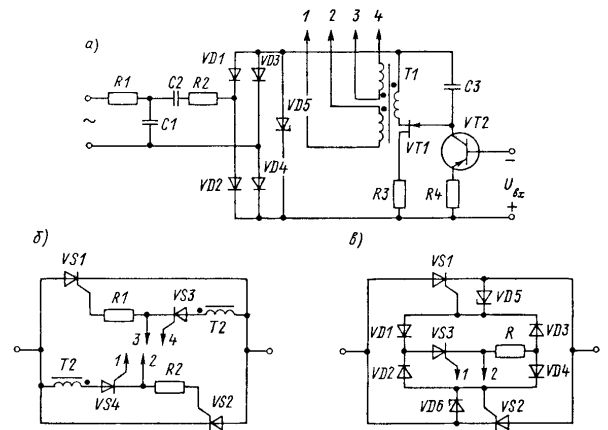 1 2 3 4
а)
VD1 VD3 T1
R1 C2 R2 VD5 C3
C1 VT2
~ VT1
VD2 VD4 R3 R4 − Uвх +
б) в)
VS1 VS1
R1 VS3 T2 VD5
3 4 VD1 VS3 R VD3
T2 1 2 R2 VD2 1 2 VD4
VS4 VS2 VD6 VS2